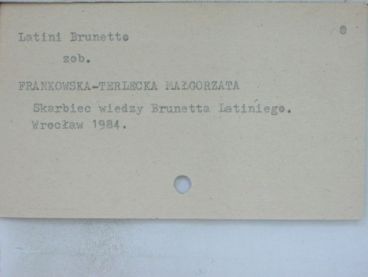 Latini Brunetto
zob.
FRANKOWSKA-TERLECKA MAŁGORZATA
Skarbiec wiedzy Brunetta Latiniego.
Wrocław 1984.